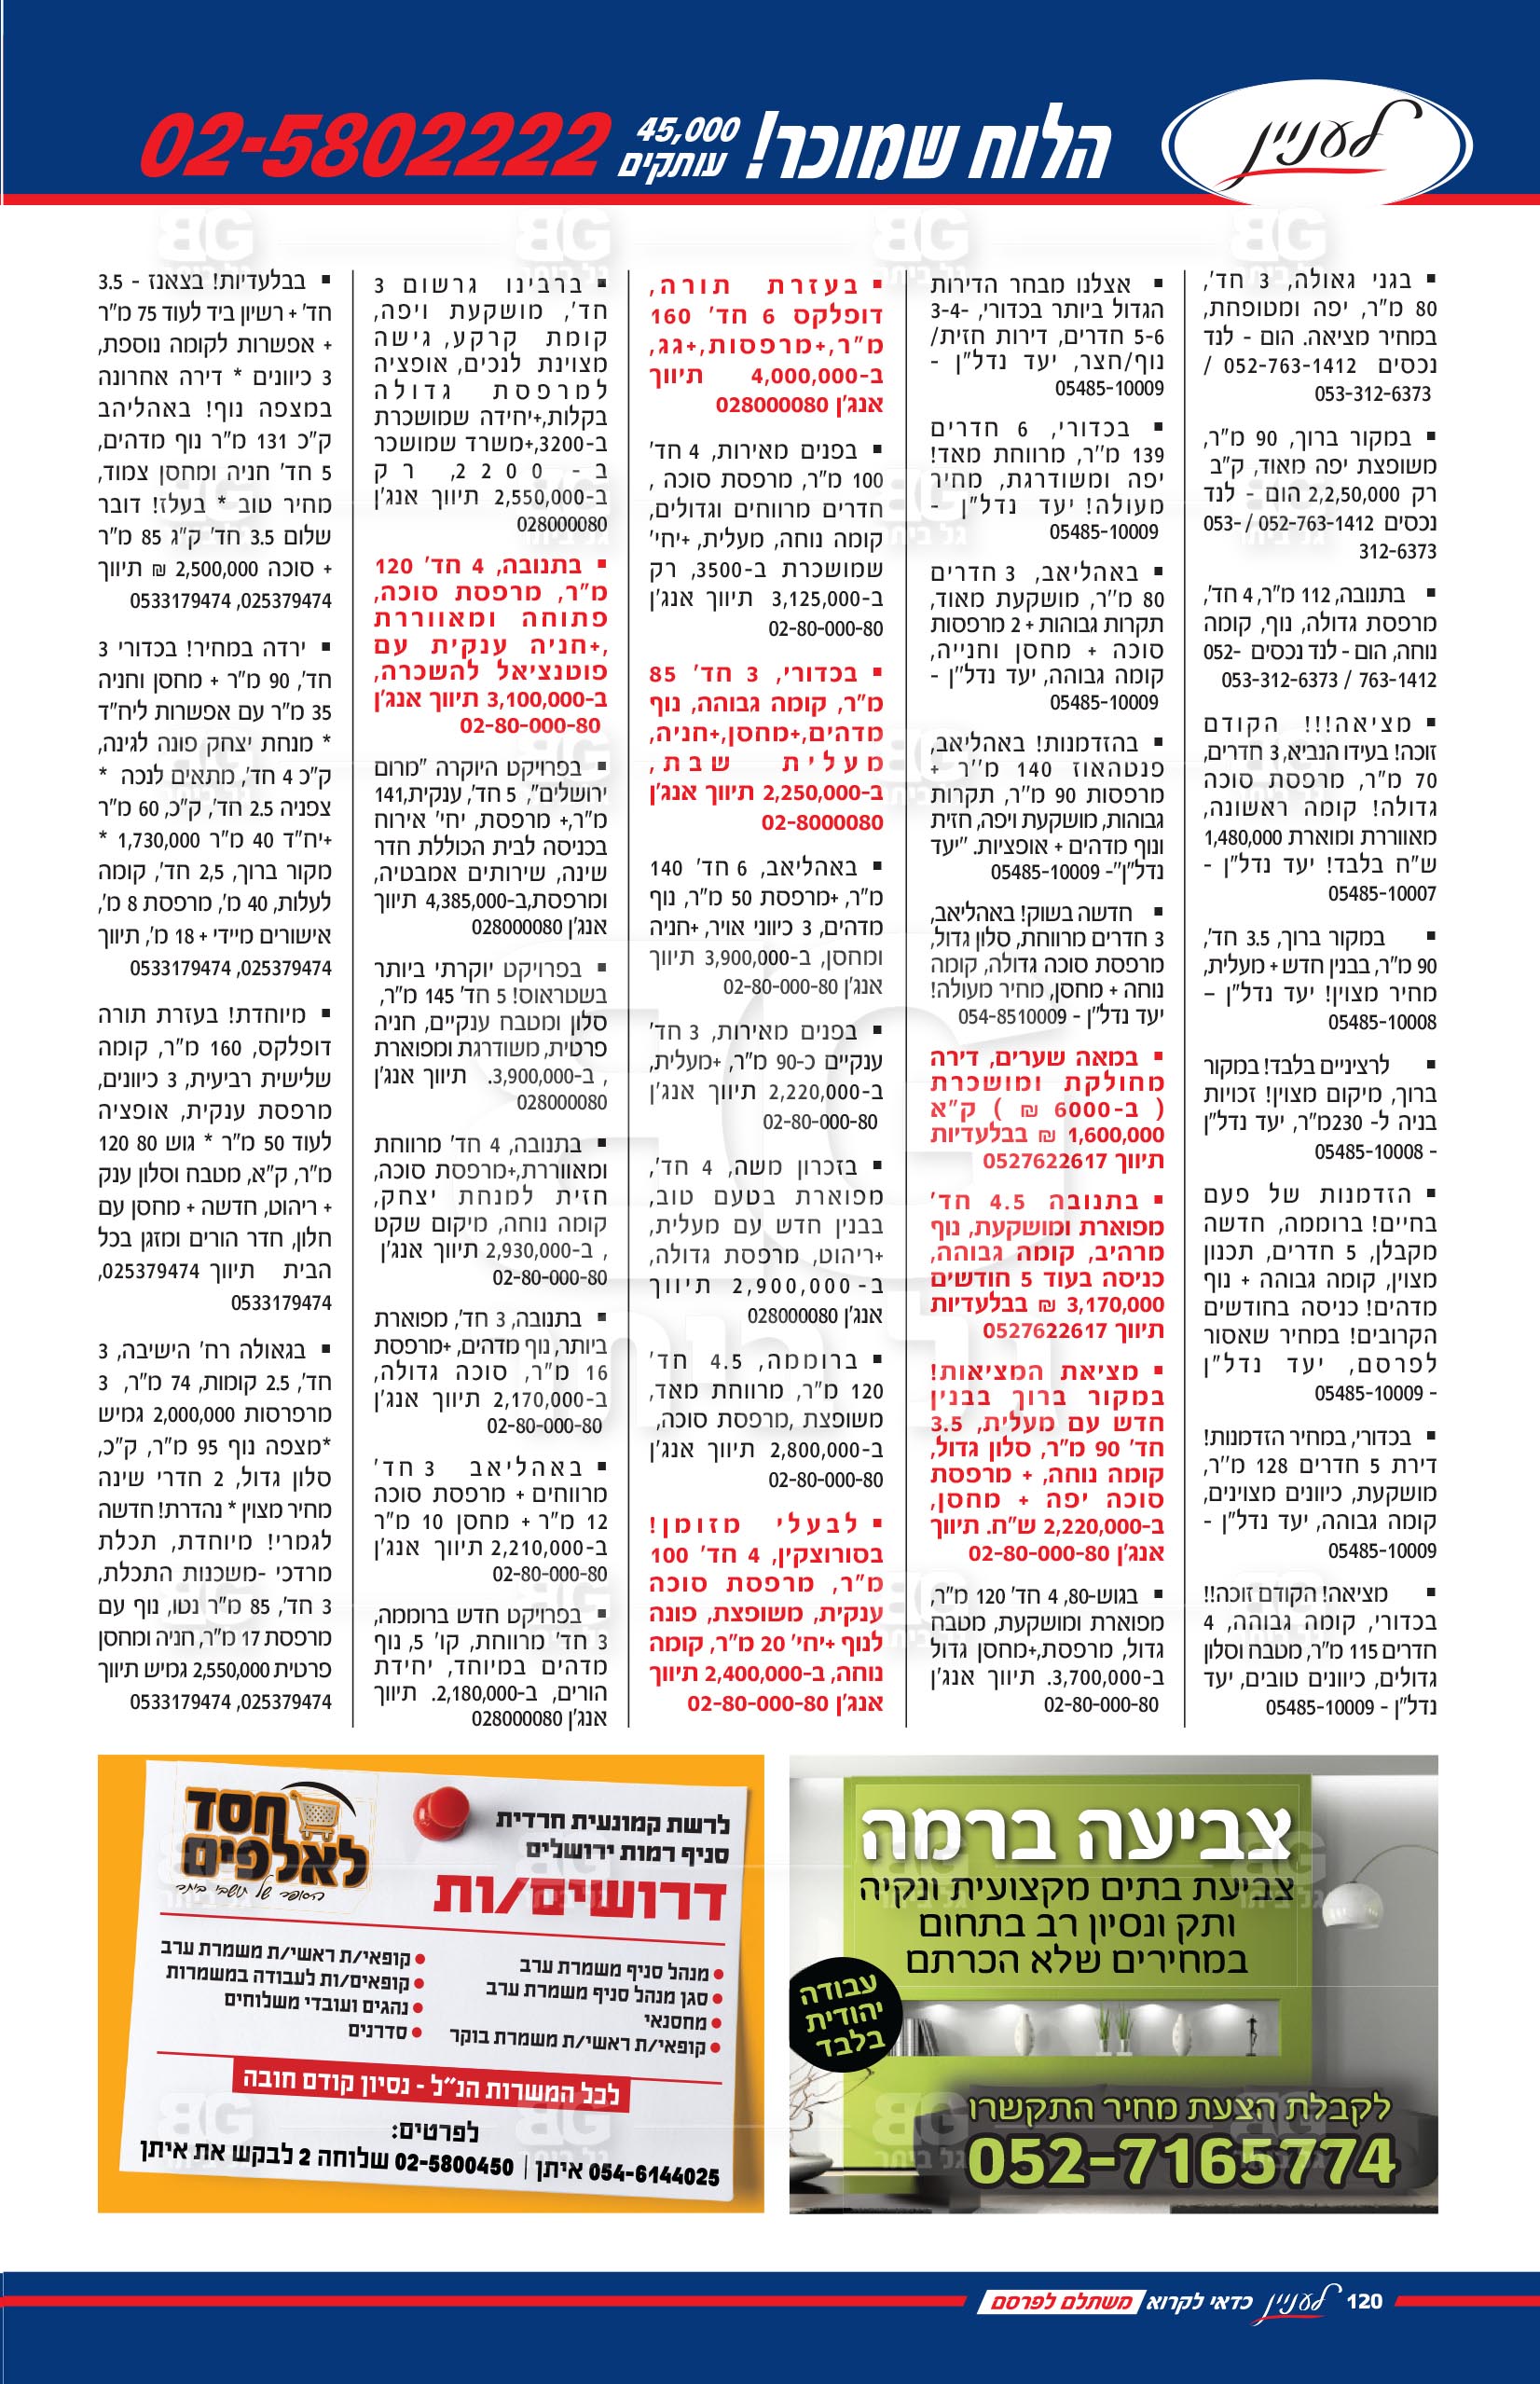 לעניין
הלוח שמוכר!
45,000
עותקים
02-5802222
▪ בגני גאולה, 3 חד',
80 מ"ר, יפה ומטופחת,
במחיר מציאה. הום - לנד
נכסים 052-763-1412 /
053-312-6373
▪ במקור ברוך, 90 מ"ר,
משופצת יפה מאוד, ק"ב
רק 2,2,50,000 הום - לנד
נכסים 052-763-1412 /053-
312-6373
▪ בתנובה, 112 מ"ר, 4 חד',
מרפסת גדולה, נוף, קומה
נוחה, הום - לנד נכסים 052-
763-1412 / 053-312-6373
▪ מציאה!!! הקודם
זוכה! בעידו הנביא, 3 חדרים,
70 מ"ר, מרפסת סוכה
גדולה! קומה ראשונה,
מאווררת ומוארת 1,480,000
ש"ח בלבד! יעד נדל"ן -
05485-10007
▪ במקור ברוך, 3.5 חד',
90 מ"ר, בבנין חדש + מעלית,
מחיר מצוין! יעד נדל"ן –
05485-10008
▪ לרציניים בלבד! במקור
ברוך, מיקום מצוין! זכויות
בניה ל- 230מ"ר, יעד נדל"ן
- 05485-10008
▪ הזדמנות של פעם
בחיים! ברוממה, חדשה
מקבלן, 5 חדרים, תכנון
מצוין, קומה גבוהה + נוף
מדהים! כניסה בחודשים
הקרובים! במחיר שאסור
לפרסם, יעד נדל"ן
- 05485-10009
▪ בכדורי, במחיר הזדמנות!
דירת 5 חדרים 128 מ''ר,
מושקעת, כיוונים מצוינים,
קומה גבוהה, יעד נדל"ן -
05485-10009
▪ מציאה! הקודם זוכה!!
בכדורי, קומה גבוהה, 4
חדרים 115 מ"ר, מטבח וסלון
גדולים, כיוונים טובים, יעד
נדל"ן - 05485-10009
▪ אצלנו מבחר הדירות
הגדול ביותר בכדורי, 3-4-
5-6 חדרים, דירות חזית/
נוף/חצר, יעד נדל"ן -
05485-10009
▪ בכדורי, 6 חדרים
139 מ''ר, מרווחת מאד!
יפה ומשודרגת, מחיר
מעולה! יעד נדל"ן -
05485-10009
▪ באהליאב, 3 חדרים
80 מ''ר, מושקעת מאוד,
תקרות גבוהות + 2 מרפסות
סוכה + מחסן וחנייה,
קומה גבוהה, יעד נדל"ן -
05485-10009
▪ בהזדמנות! באהליאב,
פנטהאוז 140 מ''ר +
מרפסות 90 מ"ר, תקרות
גבוהות, מושקעת ויפה, חזית
ונוף מדהים + אופציות. "יעד
נדל"ן"- 05485-10009
▪ חדשה בשוק! באהליאב,
3 חדרים מרווחת, סלון גדול,
מרפסת סוכה גדולה, קומה
נוחה + מחסן, מחיר מעולה!
יעד נדל"ן - 054-8510009
▪ במאה שערים, דירה
מחולקת ומושכרת
( ב-6000 ₪ ) ק"א
1,600,000 ₪ בבלעדיות
תיווך 0527622617
▪ בתנובה 4.5 חד'
מפוארת ומושקעת, נוף
מרהיב, קומה גבוהה,
כניסה בעוד 5 חודשים
3,170,000 ₪ בבלעדיות
תיווך 0527622617
▪ מציאת המציאות!
במקור ברוך בבנין
חדש עם מעלית, 3.5
חד' 90 מ"ר, סלון גדול,
קומה נוחה, + מרפסת
סוכה יפה + מחסן,
ב-2,220,000 ש"ח. תיווך
אנג'ן 02-80-000-80
▪ בגוש-80, 4 חד' 120 מ"ר,
מפוארת ומושקעת, מטבח
גדול, מרפסת,+מחסן גדול
ב-3,700,000. תיווך אנג'ן
02-80-000-80
▪ בעזרת תורה,
דופלקס 6 חד' 160
מ"ר,+מרפסות,+גג,
ב-4,000,000 תיווך
אנג'ן 028000080
▪ בפנים מאירות, 4 חד'
100 מ"ר, מרפסת סוכה ,
חדרים מרווחים וגדולים,
קומה נוחה, מעלית, +יחי'
שמושכרת ב-3500, רק
ב-3,125,000 תיווך אנג'ן
02-80-000-80
▪ בכדורי, 3 חד' 85
מ"ר, קומה גבוהה, נוף
מדהים,+מחסן,+חניה,
מעלית שבת,
ב-2,250,000 תיווך אנג'ן
02-8000080
▪ באהליאב, 6 חד' 140
מ"ר, +מרפסת 50 מ"ר, נוף
מדהים, 3 כיווני אויר, +חניה
ומחסן, ב-3,900,000 תיווך
אנג'ן 02-80-000-80
▪ בפנים מאירות, 3 חד'
ענקיים כ-90 מ"ר, +מעלית,
ב-2,220,000 תיווך אנג'ן
02-80-000-80
▪ בזכרון משה, 4 חד',
מפוארת בטעם טוב,
בבנין חדש עם מעלית,
+ריהוט, מרפסת גדולה,
ב-2,900,000 תיווך
אנג'ן 028000080
▪ ברוממה, 4.5 חד'
120 מ"ר, מרווחת מאד,
משופצת ,מרפסת סוכה,
ב-2,800,000 תיווך אנג'ן
02-80-000-80
▪ לבעלי מזומן!
בסורוצקין, 4 חד' 100
מ"ר, מרפסת סוכה
ענקית, משופצת, פונה
לנוף +יחי' 20 מ"ר, קומה
נוחה, ב-2,400,000 תיווך
אנג'ן 02-80-000-80
▪ ברבינו גרשום 3
חד', מושקעת ויפה,
קומת קרקע, גישה
מצוינת לנכים, אופציה
למרפסת גדולה
בקלות,+יחידה שמושכרת
ב-3200,+משרד שמושכר
ב-2200, רק
ב-2,550,000 תיווך אנג'ן
028000080
▪ בתנובה, 4 חד' 120
מ"ר, מרפסת סוכה,
פתוחה ומאווררת
,+חניה ענקית עם
פוטנציאל להשכרה,
ב-3,100,000 תיווך אנג'ן
02-80-000-80
▪ בפרויקט היוקרה "מרום
ירושלים", 5 חד', ענקית,141
מ"ר,+ מרפסת, יחי' אירוח
בכניסה לבית הכוללת חדר
שינה, שירותים אמבטיה,
ומרפסת,ב-4,385,000 תיווך
אנג'ן 028000080
▪ בפרויקט יוקרתי ביותר
בשטראוס! 5 חד' 145 מ"ר,
סלון ומטבח ענקיים, חניה
פרטית, משודרגת ומפוארת
, ב-3,900,000. תיווך אנג'ן
028000080
▪ בתנובה, 4 חד' מרווחת
ומאווררת,+מרפסת סוכה,
חזית למנחת יצחק,
קומה נוחה, מיקום שקט
, ב-2,930,000 תיווך אנג'ן
02-80-000-80
▪ בתנובה, 3 חד', מפוארת
ביותר, נוף מדהים, +מרפסת
16 מ"ר, סוכה גדולה,
ב-2,170,000 תיווך אנג'ן
02-80-000-80
▪ באהליאב 3 חד'
מרווחים + מרפסת סוכה
12 מ"ר + מחסן 10 מ"ר
ב-2,210,000 תיווך אנג'ן
02-80-000-80
▪ בפרויקט חדש ברוממה,
3 חד' מרווחת, קו' 5, נוף
מדהים במיוחד, יחידת
הורים, ב-2,180,000. תיווך
אנג'ן 028000080
▪ בבלעדיות! בצאנז - 3.5
חד' + רשיון ביד לעוד 75 מ"ר
+ אפשרות לקומה נוספת,
3 כיוונים * דירה אחרונה
במצפה נוף! באהליהב
ק"כ 131 מ"ר נוף מדהים,
5 חד' חניה ומחסן צמוד,
מחיר טוב * בעלז! דובר
שלום 3.5 חד' ק"ג 85 מ"ר
+ סוכה 2,500,000 ₪ תיווך
025379474, 0533179474
▪ ירדה במחיר! בכדורי 3
חד', 90 מ"ר + מחסן וחניה
35 מ"ר עם אפשרות ליח"ד
* מנחת יצחק פונה לגינה,
ק"כ 4 חד', מתאים לנכה *
צפניה 2.5 חד', ק"כ, 60 מ"ר
+יח"ד 40 מ"ר 1,730,000 *
מקור ברוך, 2,5 חד', קומה
לעלות, 40 מ', מרפסת 8 מ',
אישורים מיידי + 18 מ', תיווך
025379474, 0533179474
▪ מיוחדת! בעזרת תורה
דופלקס, 160 מ"ר, קומה
שלישית רביעית, 3 כיוונים,
מרפסת ענקית, אופציה
לעוד 50 מ"ר * גוש 80 120
מ"ר, ק"א, מטבח וסלון ענק
+ ריהוט, חדשה + מחסן עם
חלון, חדר הורים ומזגן בכל
הבית תיווך 025379474,
0533179474
▪ בגאולה רח' הישיבה, 3
חד', 2.5 קומות, 74 מ"ר, 3
מרפרסות 2,000,000 גמיש
*מצפה נוף 95 מ"ר, ק"כ,
סלון גדול, 2 חדרי שינה
מחיר מצוין * נהדרת! חדשה
לגמרי! מיוחדת, תכלת
מרדכי -משכנות התכלת,
3 חד', 85 מ"ר נטו, נוף עם
מרפסת 17 מ"ר, חניה ומחסן
פרטית 2,550,000 גמיש תיווך
025379474, 0533179474
צביעה ברמה
צביעת בתים מקצועית ונקיה
ותק ונסיון רב בתחום
במחירים שלא הכרתם
עבודה
יהודית
בלבד
לקבלת הצעת מחיר התקשרו
052-7165774
חסד
לאלפים
הסופר של תושבי ביתר
לרשת קמונעית חרדית
סניף רמות ירושלים
דרושים/ות
• מנהל סניף משמרת ערב
• סגן מנהל סניף משמרת ערב
• מחסנאי
• קופאי/ת ראשי/ת משמרת בוקר
• קופאי/ת ראשי/ת משמרת ערב
• קופאים/ות לעבודה במשמרות
• נהגים ועובדי משלוחים
• סדרנים
לכל המשרות הנ"ל - נסיון קודם חובה
לפרטים:
054-6144025 איתן | 02-5800450 שלוחה 2 לבקש את איתן
120 לעניין כדאי לקרוא משתלם לפרסם
BG
גל ביתר